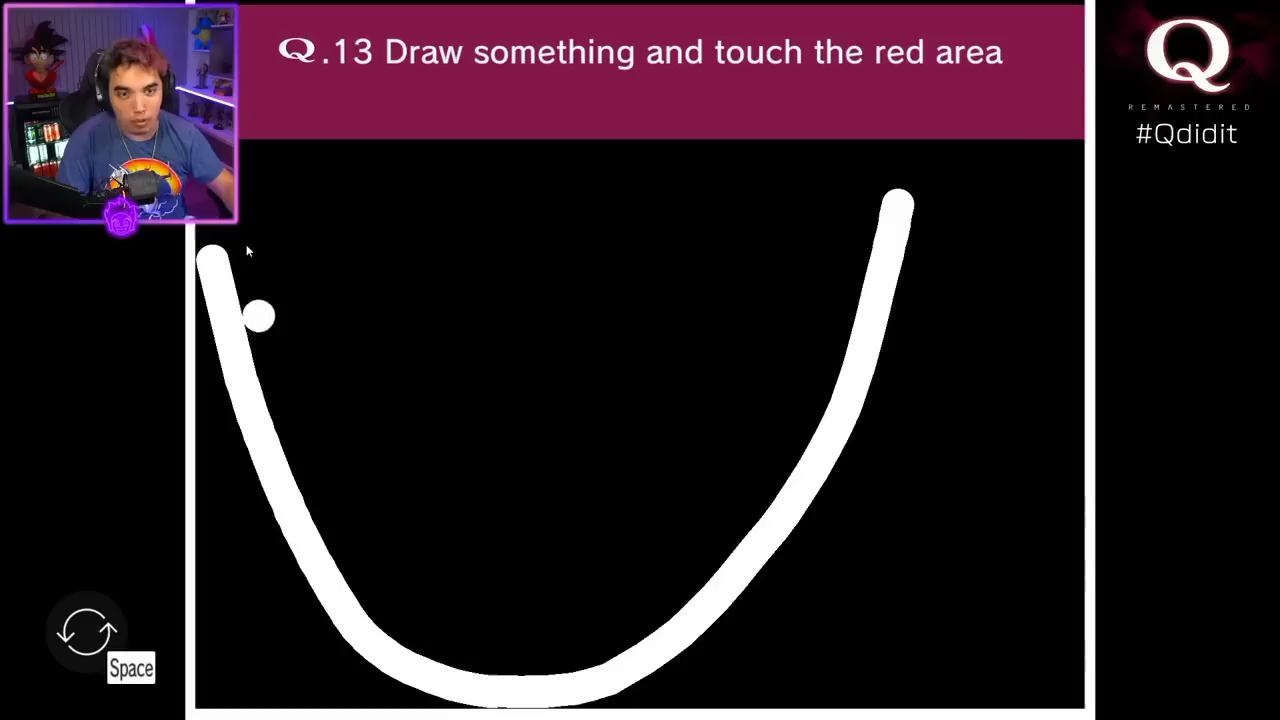 Q.13 Draw something and touch the red area
Q
REMASTERED
#Qdidit
Space